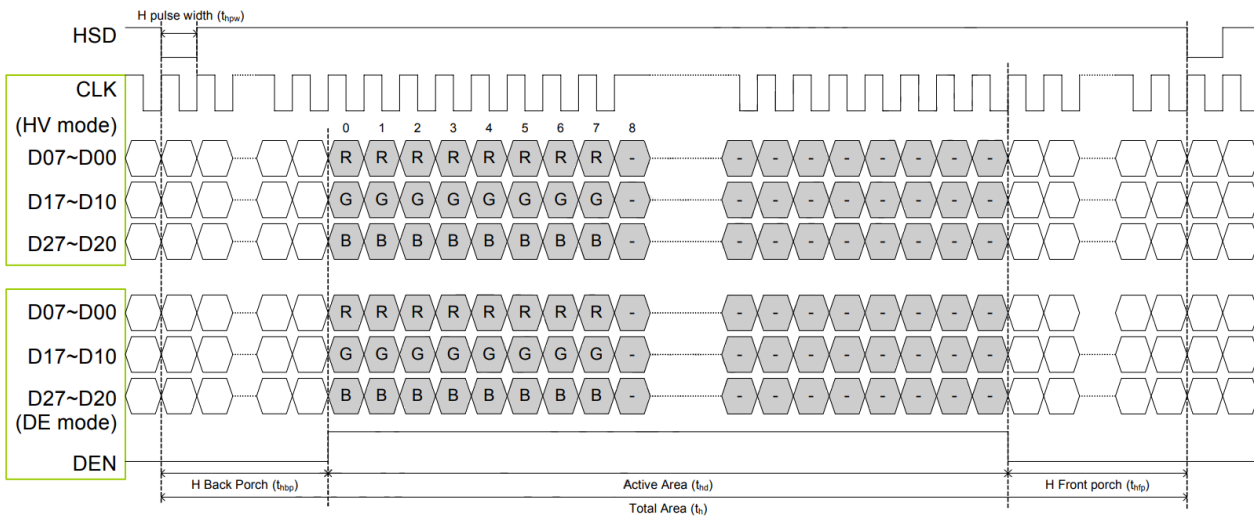 H pulse width (thpw)
HSD
CLK
(HV mode)
0 1 2 3 4 5 6 7 8
D07~D00 R R R R R R R R - - - - - - - - -
D17~D10 G G G G G G G G - - - - - - - - -
D27~D20 B B B B B B B B - - - - - - - - -
D07~D00 R R R R R R R R - - - - - - - - -
D17~D10 G G G G G G G G - - - - - - - - -
D27~D20 B B B B B B B B - - - - - - - - -
(DE mode)
DEN
H Back Porch (thbp) Active Area (thd) H Front porch (thfp)
Total Area (th)